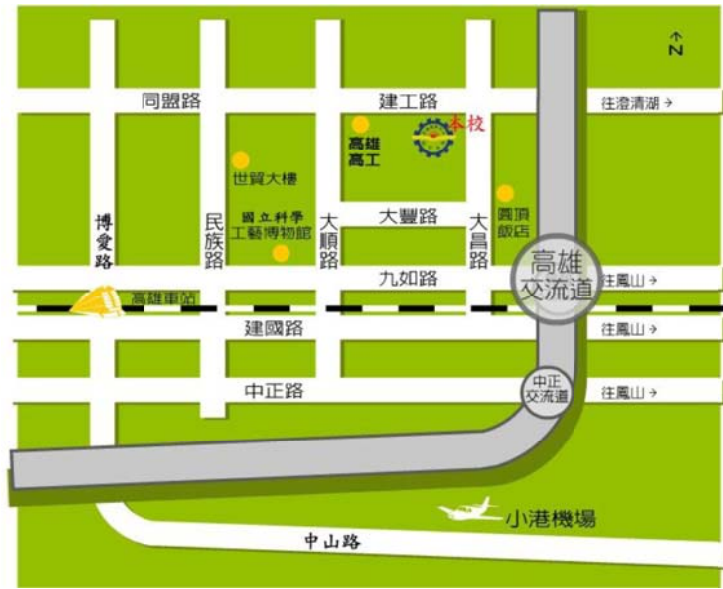 N
同盟路
建工路
往澄清湖→
高雄
高工
本校
世貿大樓
博愛路
民族路
國立科學
工藝博物館
大順路
大豐路
大昌路
圓頂
飯店
九如路
高雄
交流道
往鳳山→
高雄車站
建國路
往鳳山→
中正路
中正
交流道
往鳳山→
小港機場
中山路